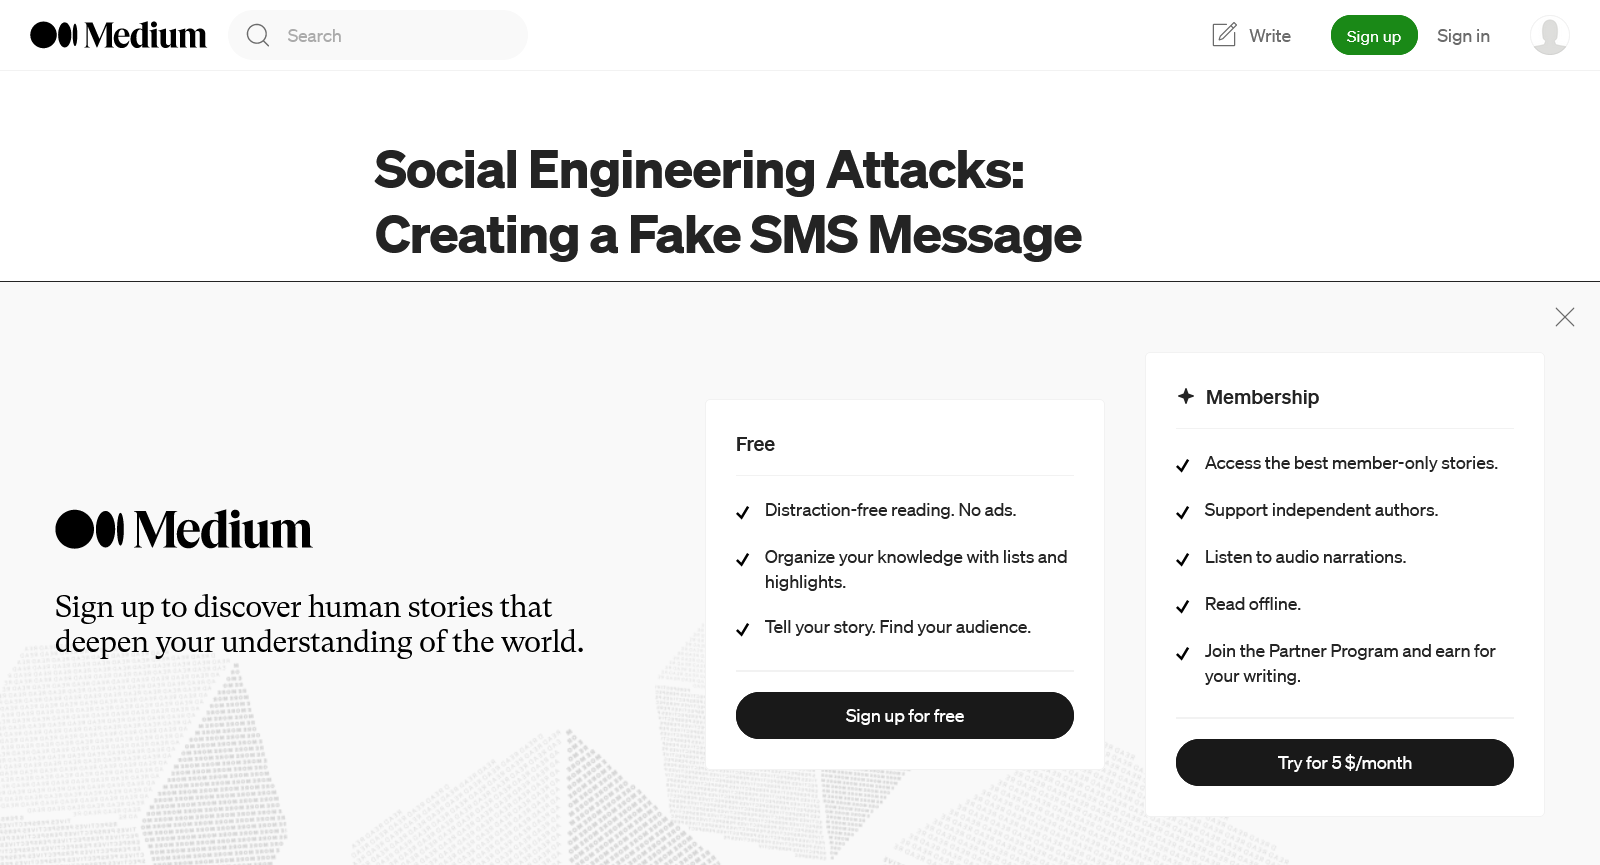 Medium
Search
Write
Sign up
Sign in
Social Engineering Attacks:
Creating a Fake SMS Message
Medium
Sign up to discover human stories that
deepen your understanding of the world.
Free
Distraction-free reading. No ads.
Organize your knowledge with lists and
highlights.
Tell your story. Find your audience.
Sign up for free
Membership
Access the best member-only stories.
Support independent authors.
Listen to audio narrations.
Read offline.
Join the Partner Program and earn for
your writing.
Try for 5 $/month